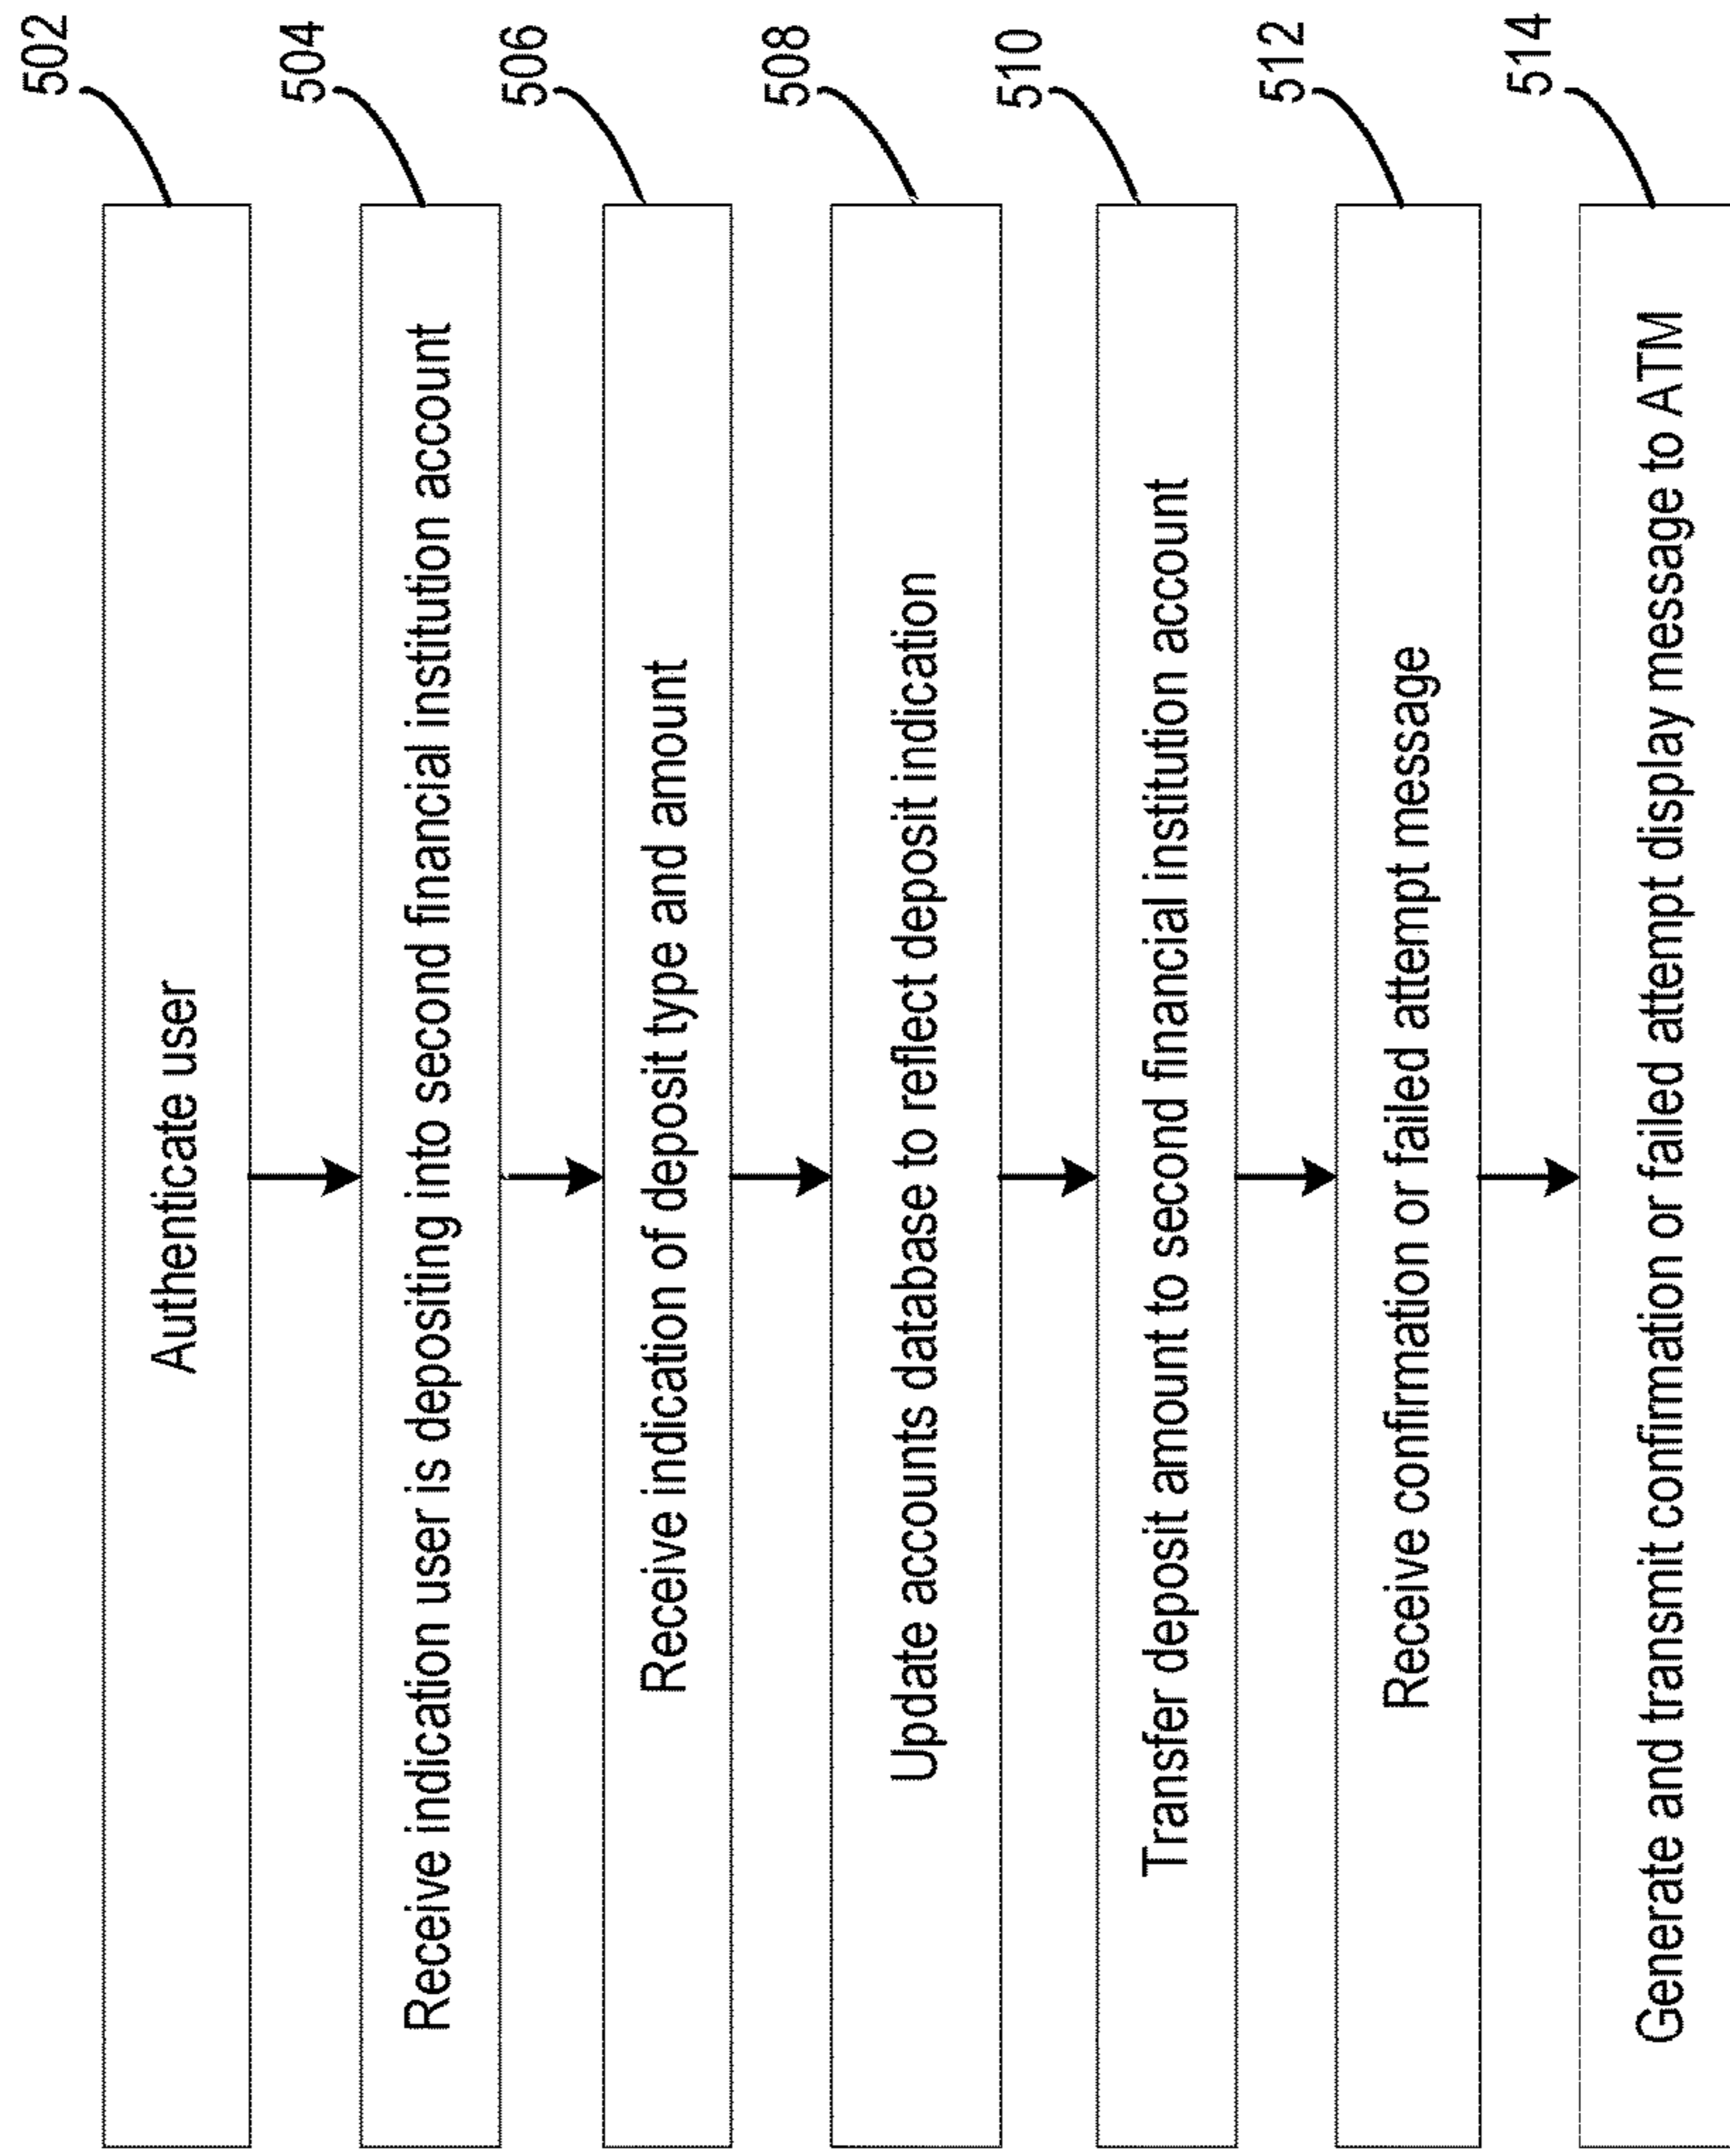 502
Authenticate user
504
Receive indication user is depositing into second financial institution account
506
Receive indication of deposit type and amount
508
Update accounts database to reflect deposit indication
510
Transfer deposit amount to second financial institution account
512
Receive confirmation or failed attempt message
514
Generate and transmit confirmation or failed attempt display message to ATM